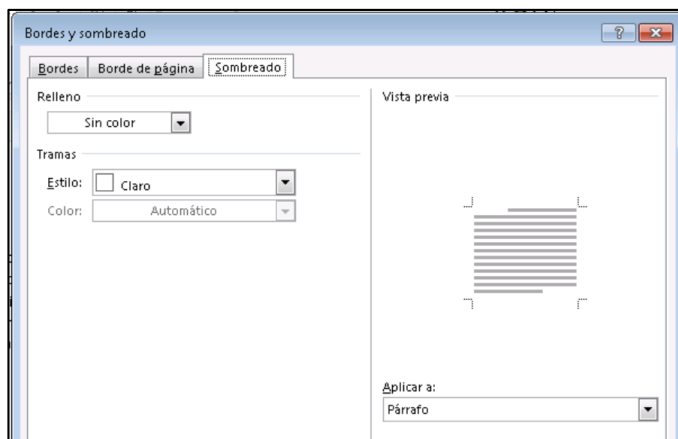 Bordes y sombreado
Bordes Borde de página Sombreado
Relleno
Sin color
Tramas
Estilo: Claro
Color: Automático
Vista previa
Aplicar a:
Párrafo